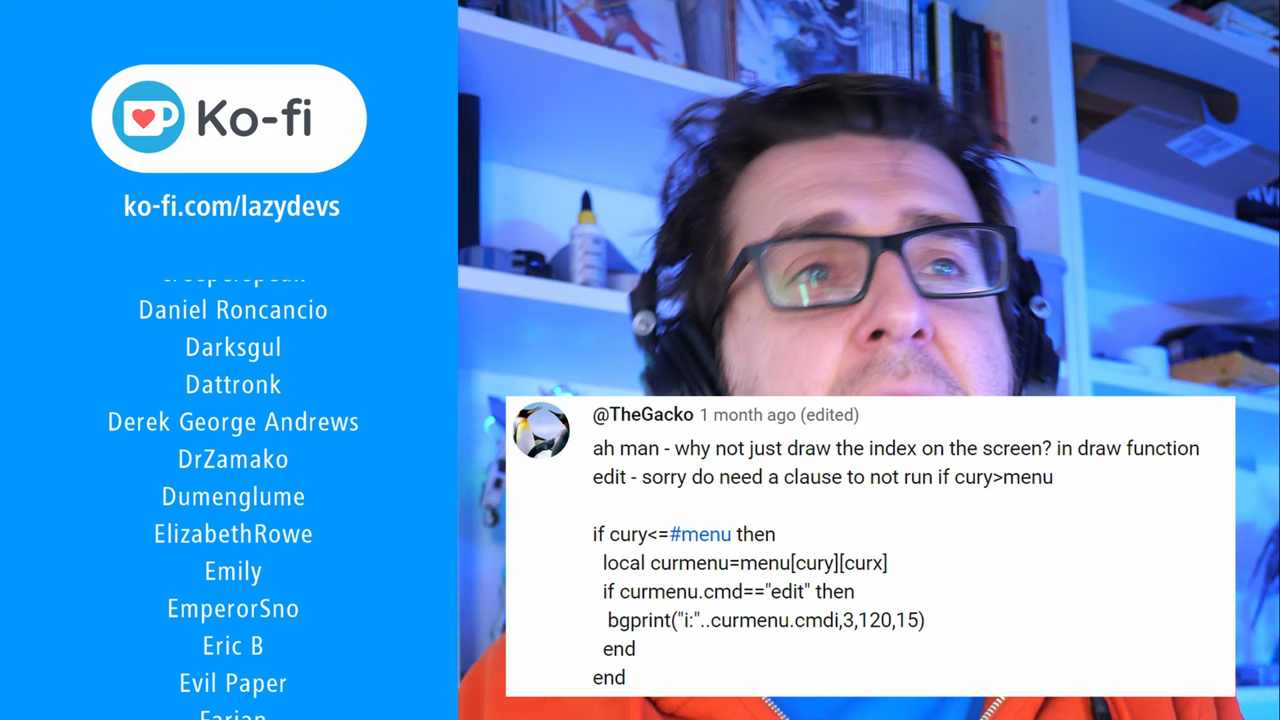 Ko-fi
ko-fi.com/lazydevs
Daniel Roncancio
Darksgul
Dattronk
Derek George Andrews
DrZamako
Dumenglume
ElizabethRowe
Emily
EmperorSno
Eric B
Evil Paper
@TheGacko 1 month ago (edited)
ah man - why not just draw the index on the screen? in draw function
edit - sorry do need a clause to not run if cury>menu
if cury<=#menu then
local curmenu=menu[cury][curx]
if curmenu.cmd=="edit" then
bgprint("i:"..curmenu.cmdi,3,120,15)
end
end